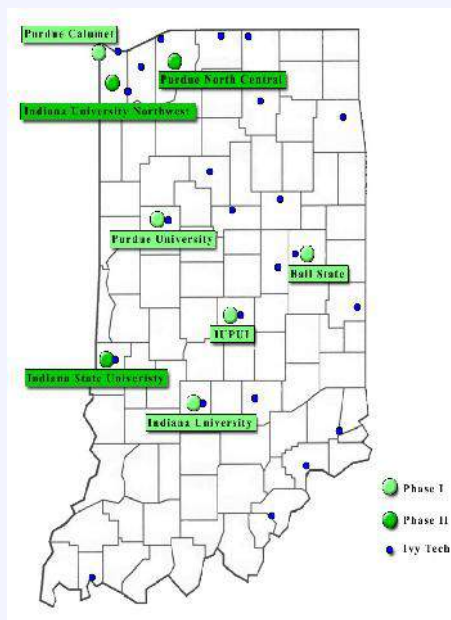 Purdue Calumet
Purdue North Central
Indiana University Northwest
Purdue University
Ball State
IUPUI
Indiana State Univeristy
Indiana University
Phase I
Phase II
Ivy Tech